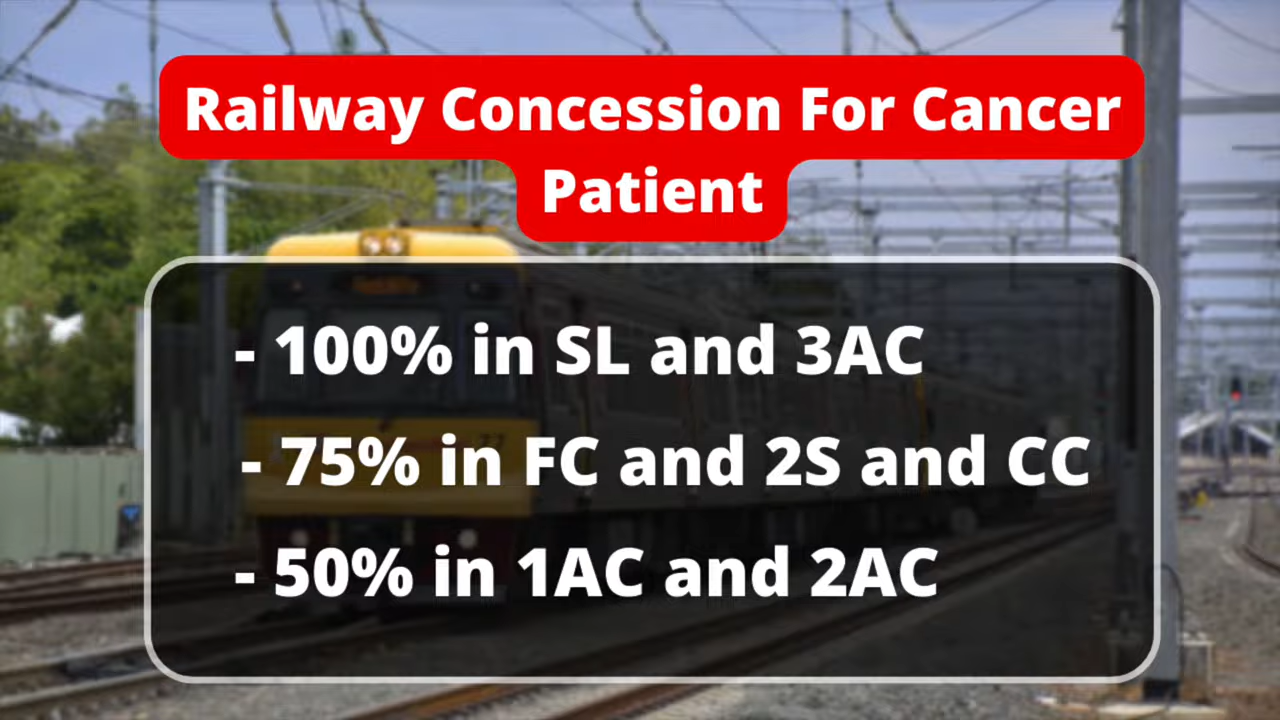 Railway Concession For Cancer
Patient
- 100% in SL and 3AC
- 75% in FC and 2S and CC
- 50% in 1AC and 2AC